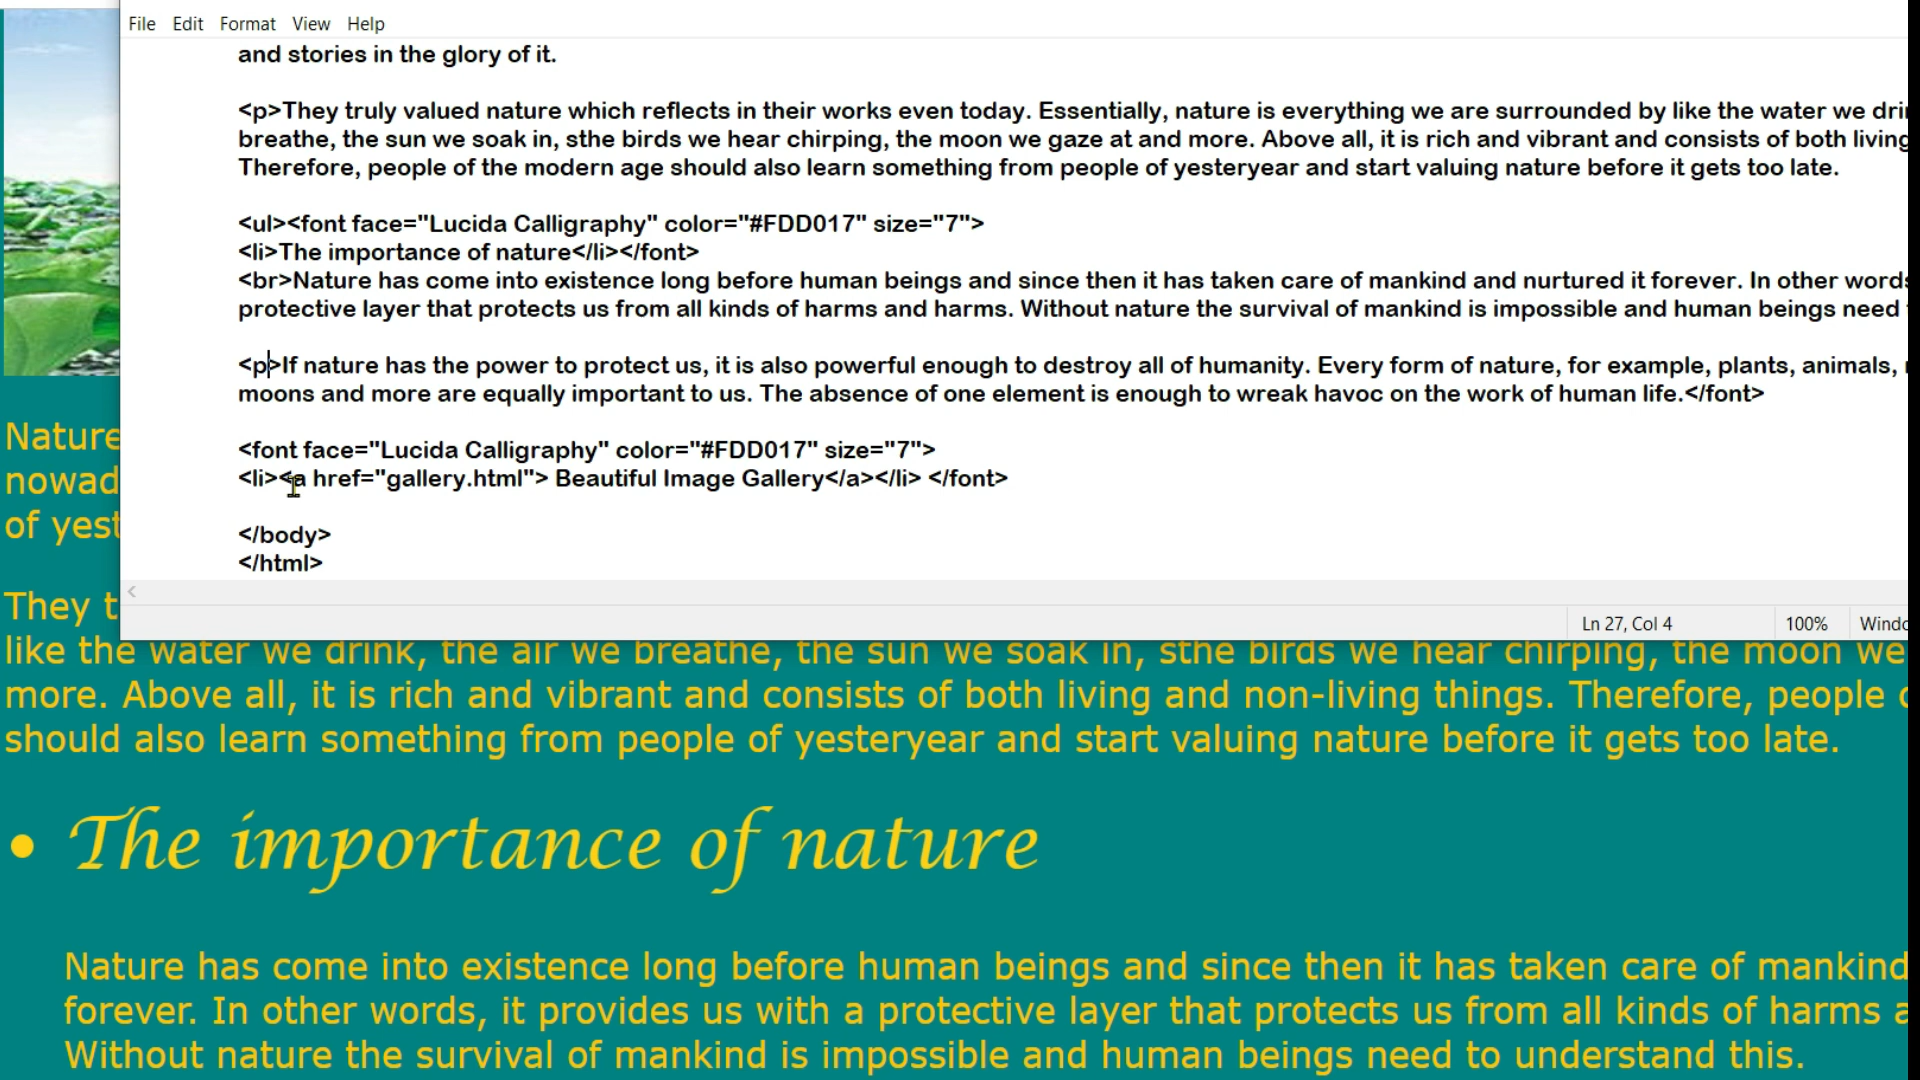 File Edit Format View Help
and stories in the glory of it.
<p>They truly valued nature which reflects in their works even today. Essentially, nature is everything we are surrounded by like the water we dri
breathe, the sun we soak in, sthe birds we hear chirping, the moon we gaze at and more. Above all, it is rich and vibrant and consists of both living
Therefore, people of the modern age should also learn something from people of yesteryear and start valuing nature before it gets too late.
<ul><font face="Lucida Calligraphy" color="#FDD017" size="7">
<li>The importance of nature</li></font>
<br>Nature has come into existence long before human beings and since then it has taken care of mankind and nurtured it forever. In other words
protective layer that protects us from all kinds of harms and harms. Without nature the survival of mankind is impossible and human beings need
<p>If nature has the power to protect us, it is also powerful enough to destroy all of humanity. Every form of nature, for example, plants, animals,
moons and more are equally important to us. The absence of one element is enough to wreak havoc on the work of human life.</font>
<font face="Lucida Calligraphy" color="#FDD017" size="7">
<li><a href="gallery.html"> Beautiful Image Gallery</a></li> </font>
</body>
</html>
Ln 27, Col 4 100% Windo
Nature
nowad
of yest
They t
like the water we drink, the air we breathe, the sun we soak in, sthe birds we hear chirping, the moon we
more. Above all, it is rich and vibrant and consists of both living and non-living things. Therefore, people
should also learn something from people of yesteryear and start valuing nature before it gets too late.
• The importance of nature
Nature has come into existence long before human beings and since then it has taken care of mankind
forever. In other words, it provides us with a protective layer that protects us from all kinds of harms a
Without nature the survival of mankind is impossible and human beings need to understand this.